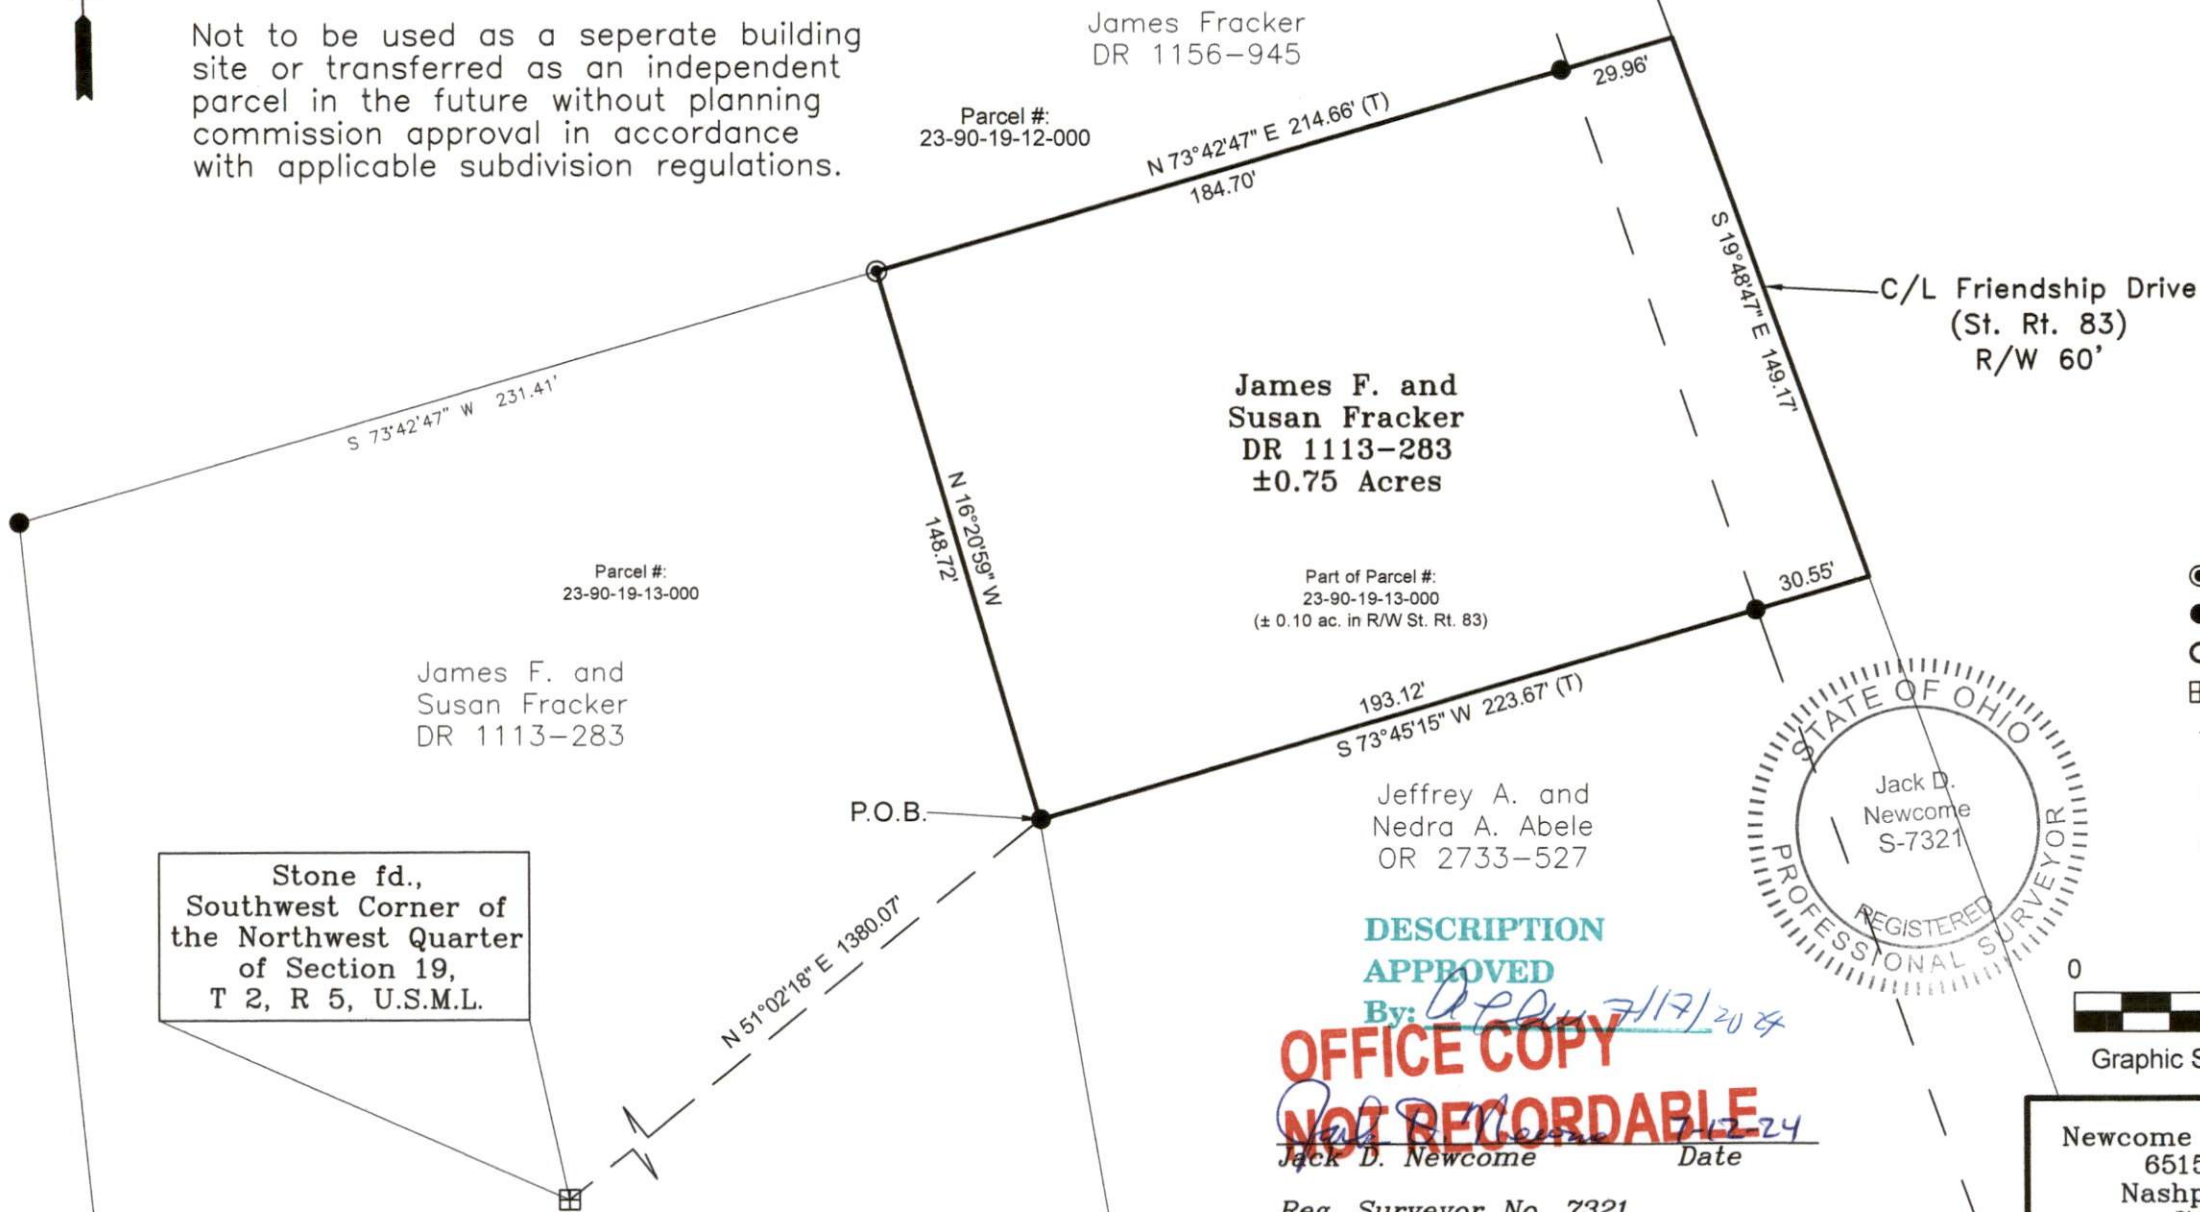 Not to be used as a seperate building
site or transferred as an independent
parcel in the future without planning
commission approval in accordance
with applicable subdivision regulations.
James Fracker
DR 1156-945
Parcel #:
23-90-19-12-000
N 73°42'47" E 214.66' (T)
184.70'
29.96'
S 19°48'47" E 149.17'
C/L Friendship Drive
(St. Rt. 83)
R/W 60'
S 73°42'47" W 231.41'
N 16°20'59" W
148.72'
James F. and
Susan Fracker
DR 1113-283
±0.75 Acres
Parcel #:
23-90-19-13-000
Part of Parcel #:
23-90-19-13-000
(± 0.10 ac. in R/W St. Rt. 83)
30.55'
James F. and
Susan Fracker
DR 1113-283
193.12'
S 73°45'15" W 223.67' (T)
P.O.B.
Jeffrey A. and
Nedra A. Abele
OR 2733-527
STATE OF OHIO
Jack D.
Newcome
S-7321
REGISTERED
PROFESSIONAL SURVEYOR
Stone fd.,
Southwest Corner of
the Northwest Quarter
of Section 19,
T 2, R 5, U.S.M.L.
N 51°02'18" E 1380.07'
DESCRIPTION
APPROVED
By: 7/17/2024
OFFICE COPY
NOT RECORDABLE
Jack D. Newcome 7-12-24
Jack D. Newcome Date
Reg. Surveyor No. 7321
0
Graphic S
Newcome
6515
Nashp